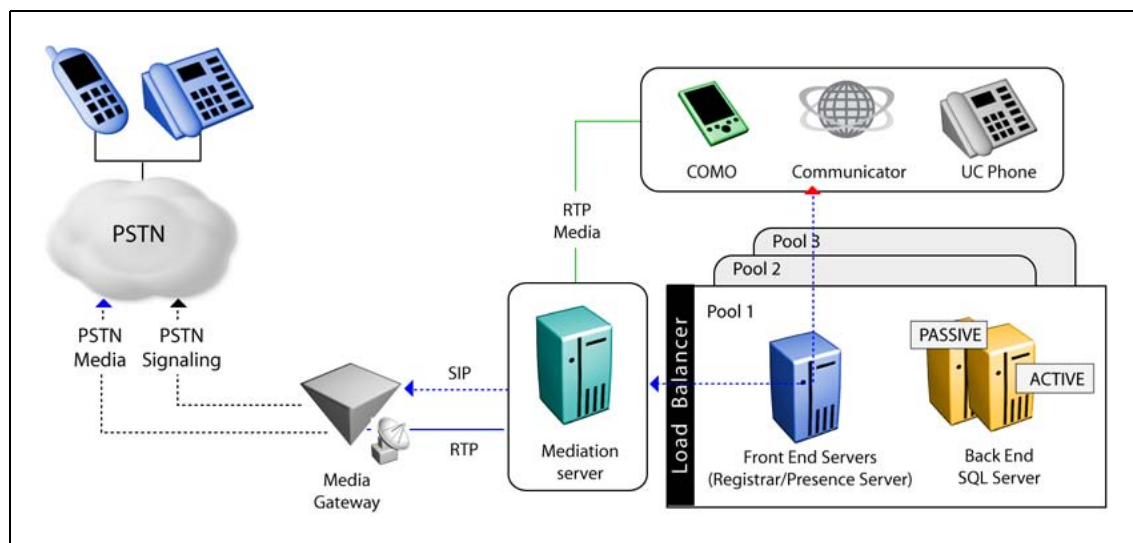 COMO
Communicator
UC Phone
PSTN
RTP
Media
Pool 3
Pool 2
Pool 1
Load Balancer
PASSIVE
ACTIVE
PSTN
Media
PSTN
Signaling
SIP
RTP
Mediation
server
Front End Servers
(Registrar/Presence Server)
Back End
SQL Server
Media
Gateway